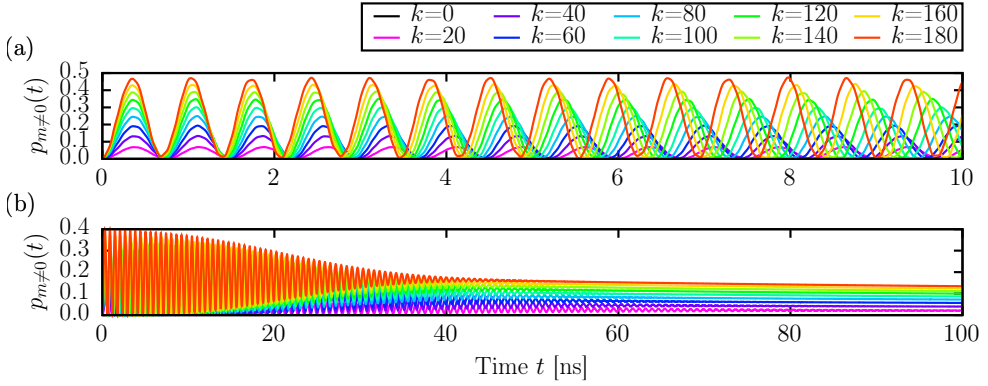 k=0 k=40 k=80 k=120 k=160
k=20 k=60 k=100 k=140 k=180
(a)
p_{m≠0}(t)
0.5
0.4
0.3
0.2
0.1
0.0
0 2 4 6 8 10
(b)
p_{m≠0}(t)
0.4
0.3
0.2
0.1
0.0
0 20 40 60 80 100
Time t [ns]